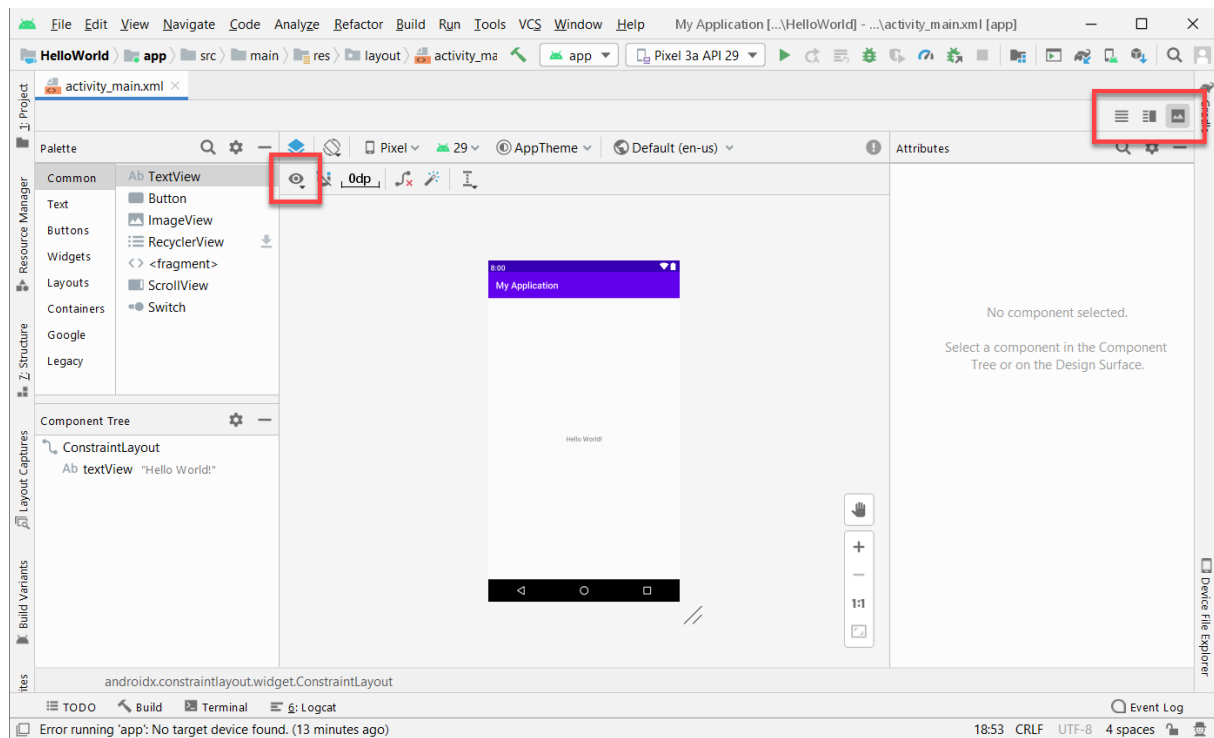 File Edit View Navigate Code Analyze Refactor Build Run Tools VCS Window Help My Application [...\HelloWorld] - ...\activity_main.xml [app]
HelloWorld app src main res layout activity_ma app Pixel 3a API 29
activity_main.xml
1: Project
Resource Manager
Z: Structure
Layout Captures
Build Variants
Palette
Common
Text
Buttons
Widgets
Layouts
Containers
Google
Legacy
Ab TextView
Button
ImageView
RecyclerView
<> <fragment>
ScrollView
Switch
Pixel 29 AppTheme Default (en-us)
0dp
Component Tree
ConstraintLayout
Ab textView "Hello World!"
8:00
My Application
Hello World!
1:1
Attributes
No component selected.
Select a component in the Component
Tree or on the Design Surface.
Gradle
Device File Explorer
androidx.constraintlayout.widget.ConstraintLayout
TODO Build Terminal 6: Logcat Event Log
Error running 'app': No target device found. (13 minutes ago) 18:53 CRLF UTF-8 4 spaces